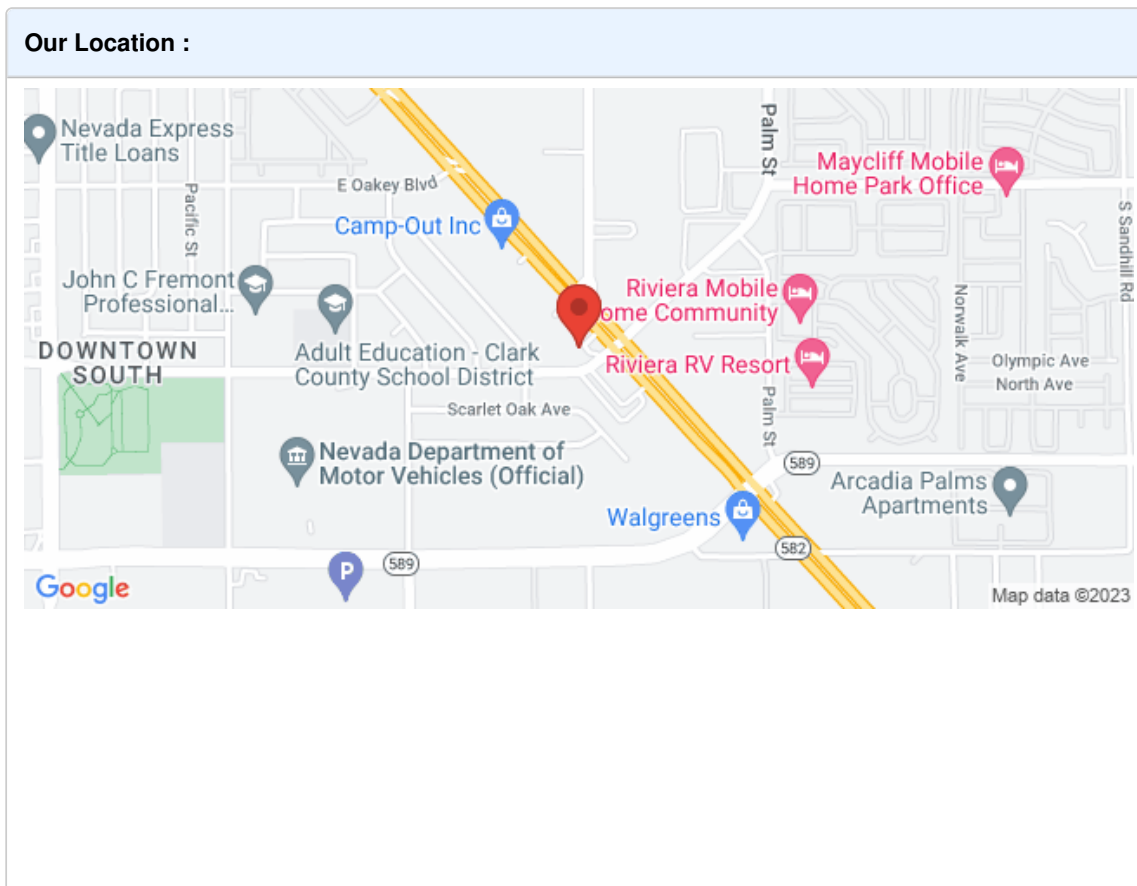 Our Location :
Nevada Express
Title Loans
Palm St
Maycliff Mobile
Home Park Office
E Oakey Blvd
Pacific St
Camp-Out Inc
S Sandhill Rd
John C Fremont
Professional...
Riviera Mobile
ome Community
Norwalk Ave
DOWNTOWN
SOUTH
Adult Education - Clark
County School District
Riviera RV Resort
Olympic Ave
North Ave
Scarlet Oak Ave
Palm St
Nevada Department of
Motor Vehicles (Official)
589
Arcadia Palms
Apartments
Walgreens
582
589
P
Google
Map data ©2023